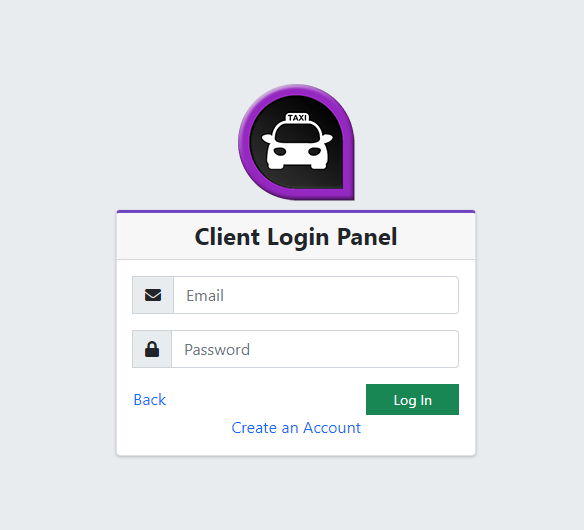 TAXI
Client Login Panel
Email
Password
Back
Log In
Create an Account